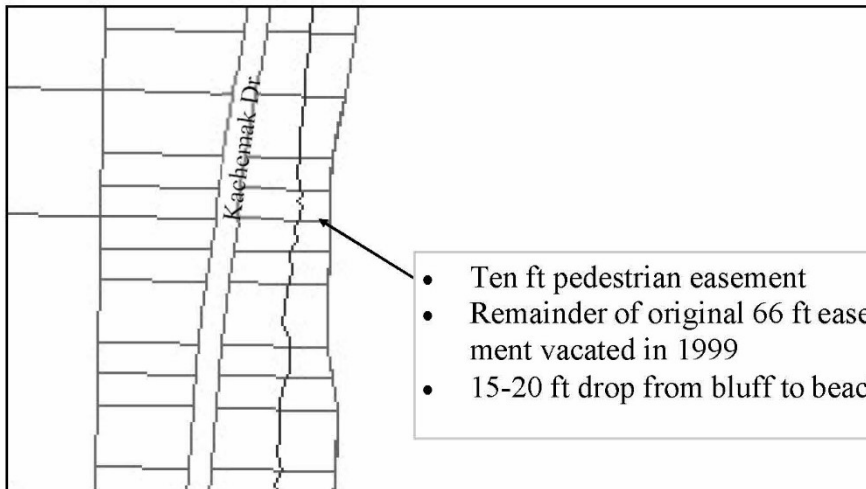 Kachemak Dr
• Ten ft pedestrian easement
• Remainder of original 66 ft ease
ment vacated in 1999
• 15-20 ft drop from bluff to beac